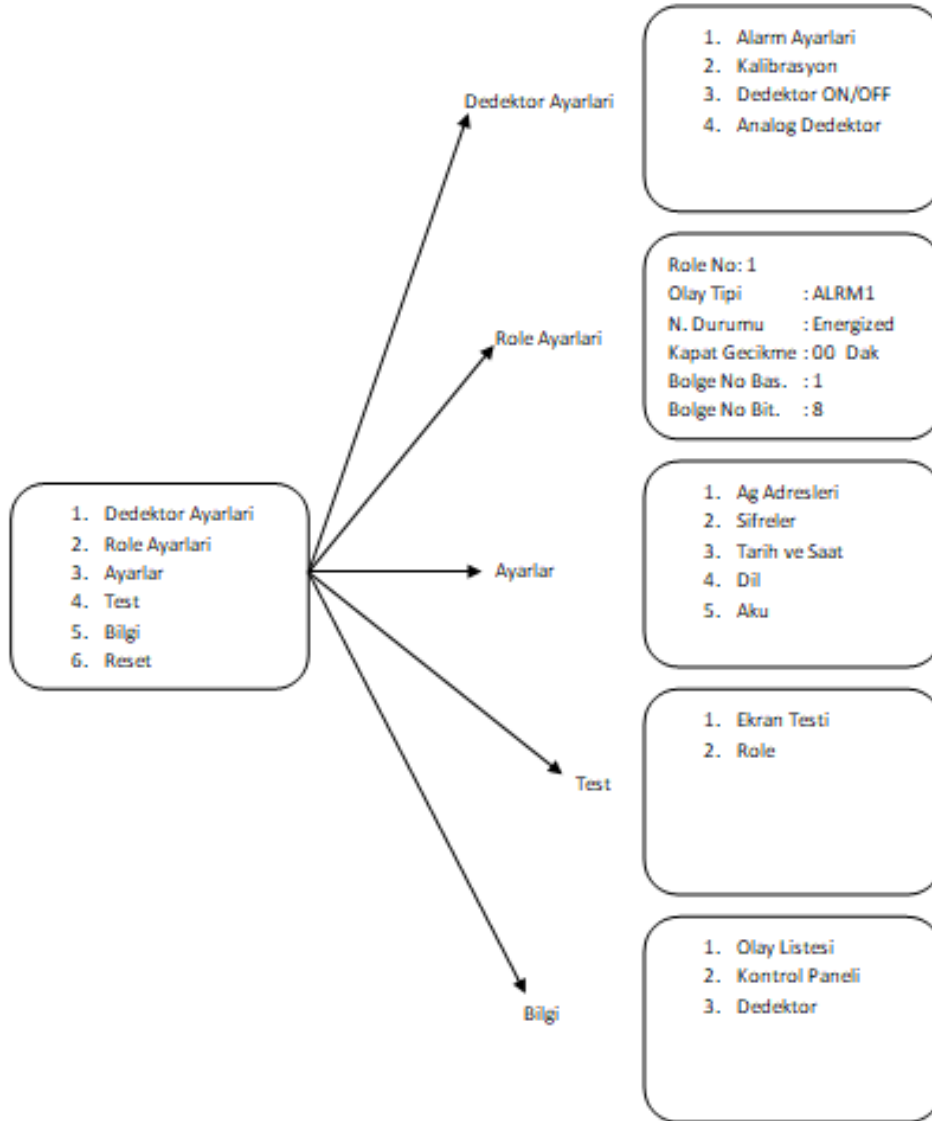 1. Alarm Ayarlari
2. Kalibrasyon
3. Dedektor ON/OFF
4. Analog Dedektor
Dedektor Ayarlari
Role No: 1
Olay Tipi : ALRM1
N. Durumu : Energized
Kapat Gecikme : 00 Dak
Bolge No Bas. : 1
Bolge No Bit. : 8
Role Ayarlari
1. Dedektor Ayarlari
2. Role Ayarlari
3. Ayarlar
4. Test
5. Bilgi
6. Reset
Ayarlar
1. Ag Adresleri
2. Sifreler
3. Tarih ve Saat
4. Dil
5. Aku
Test
1. Ekran Testi
2. Role
Bilgi
1. Olay Listesi
2. Kontrol Paneli
3. Dedektor